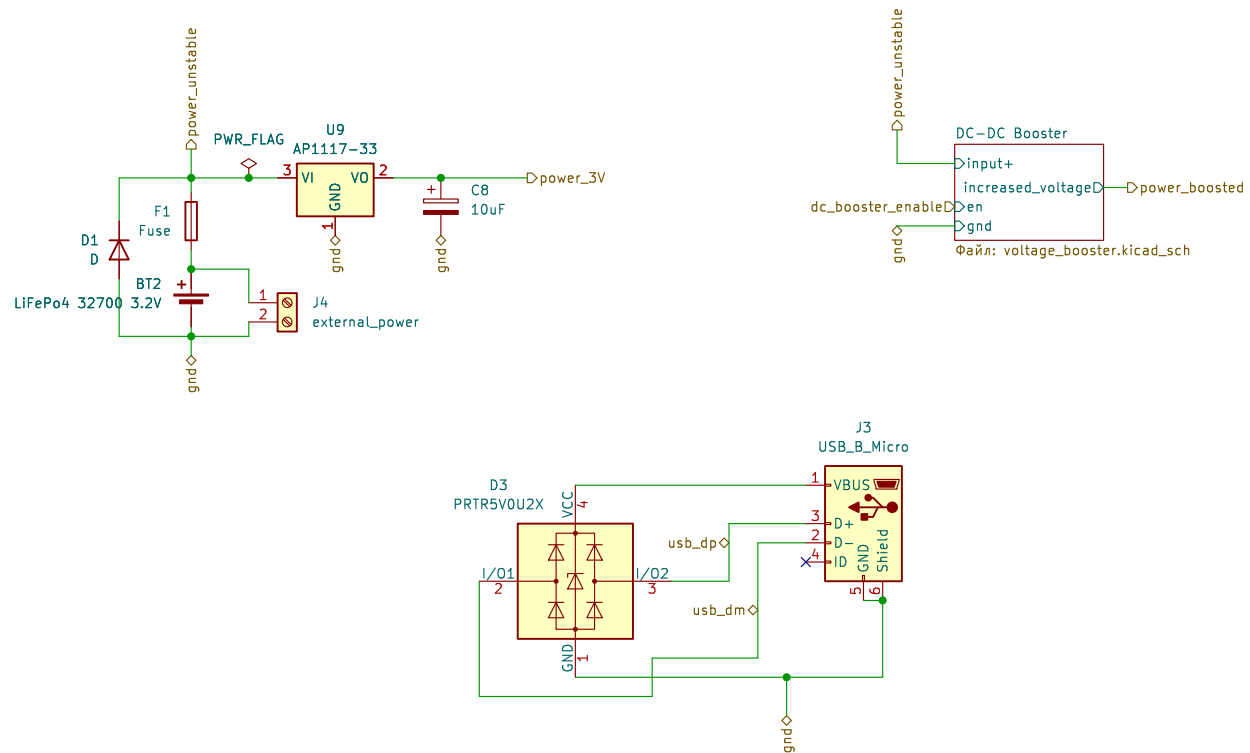 power_unstable
PWR_FLAG
U9
AP1117-33
3
VI
VO
2
GND
1
gnd
power_3V
C8
10uF
+
gnd
F1
Fuse
D1
D
BT2
+
LiFePo4 32700 3.2V
1
2
J4
external_power
gnd
power_unstable
DC-DC Booster
input+
increased_voltage
power_boosted
dc_booster_enable
en
gnd
gnd
Файл: voltage_booster.kicad_sch
J3
USB_B_Micro
1
VBUS
3
D+
2
D-
4
ID
GND
Shield
5
6
D3
PRTR5V0U2X
VCC
4
I/O1
2
I/O2
3
GND
1
usb_dp
usb_dm
gnd